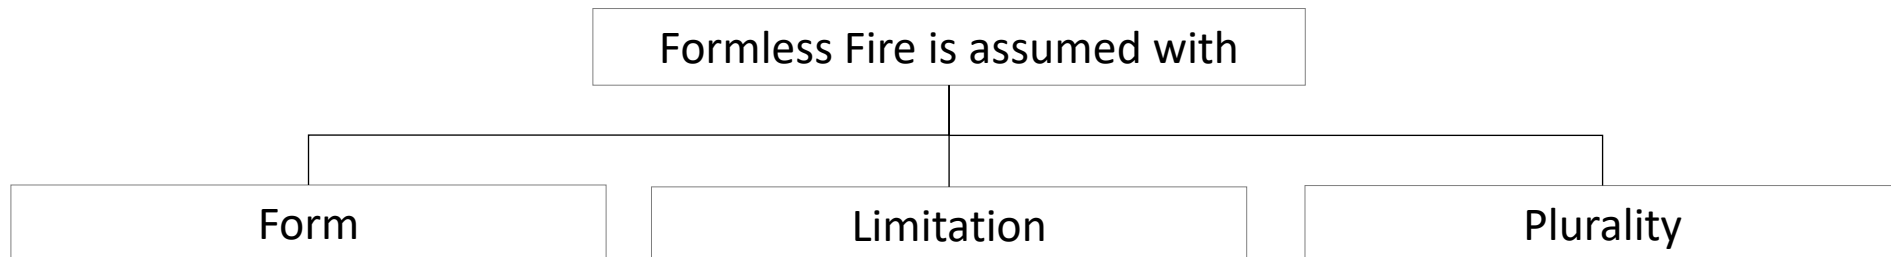 Formless Fire is assumed with
Form
Limitation
Plurality